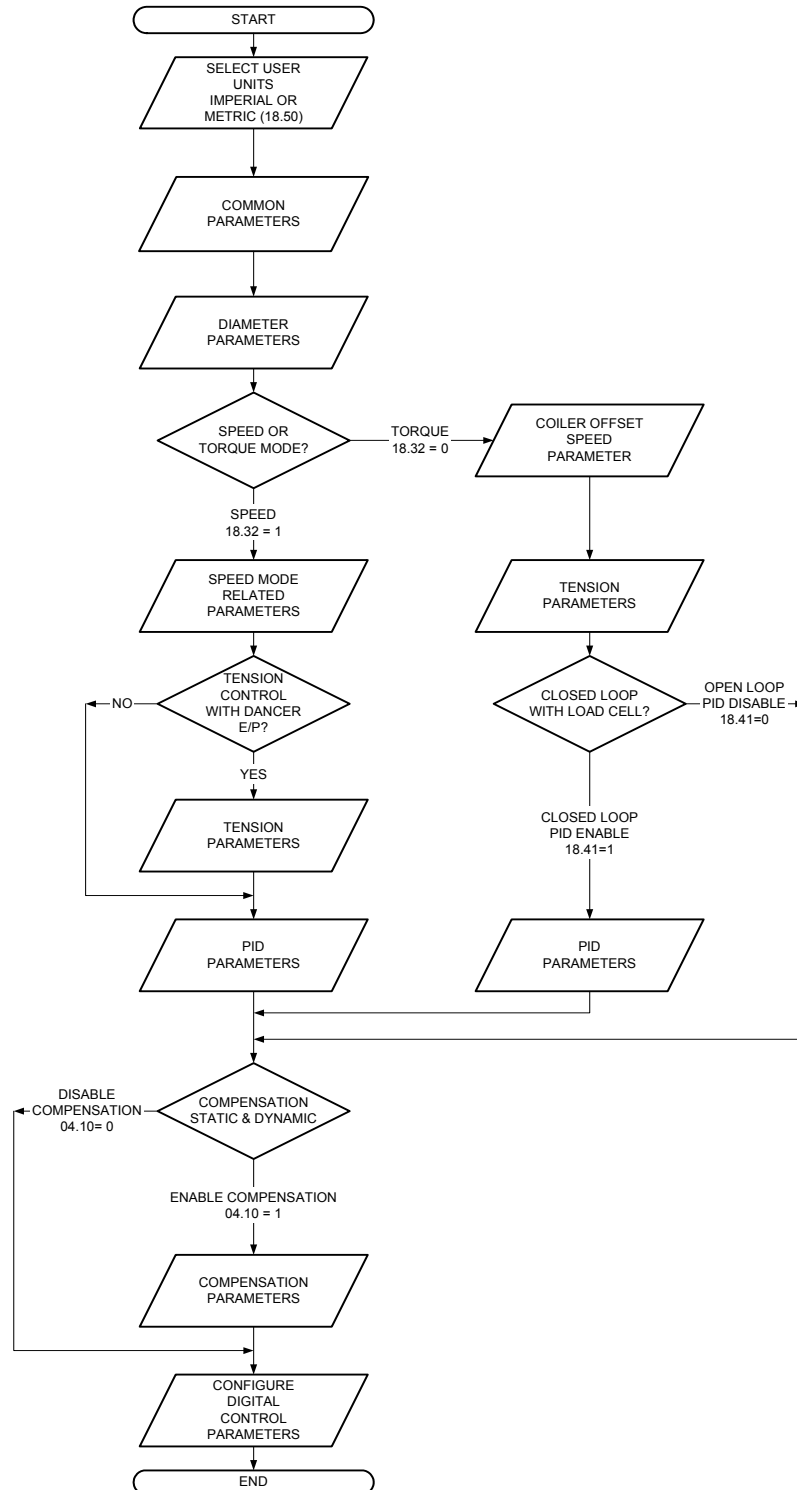 START
SELECT USER
UNITS
IMPERIAL OR
METRIC (18.50)
COMMON
PARAMETERS
DIAMETER
PARAMETERS
SPEED OR
TORQUE MODE?
TORQUE
18.32 = 0
COILER OFFSET
SPEED
PARAMETER
SPEED
18.32 = 1
SPEED MODE
RELATED
PARAMETERS
TENSION
PARAMETERS
TENSION
CONTROL
WITH DANCER
E/P?
NO
CLOSED LOOP
WITH LOAD CELL?
OPEN LOOP
PID DISABLE
18.41=0
YES
TENSION
PARAMETERS
CLOSED LOOP
PID ENABLE
18.41=1
PID
PARAMETERS
PID
PARAMETERS
COMPENSATION
STATIC & DYNAMIC
DISABLE
COMPENSATION
04.10= 0
ENABLE COMPENSATION
04.10 = 1
COMPENSATION
PARAMETERS
CONFIGURE
DIGITAL
CONTROL
PARAMETERS
END